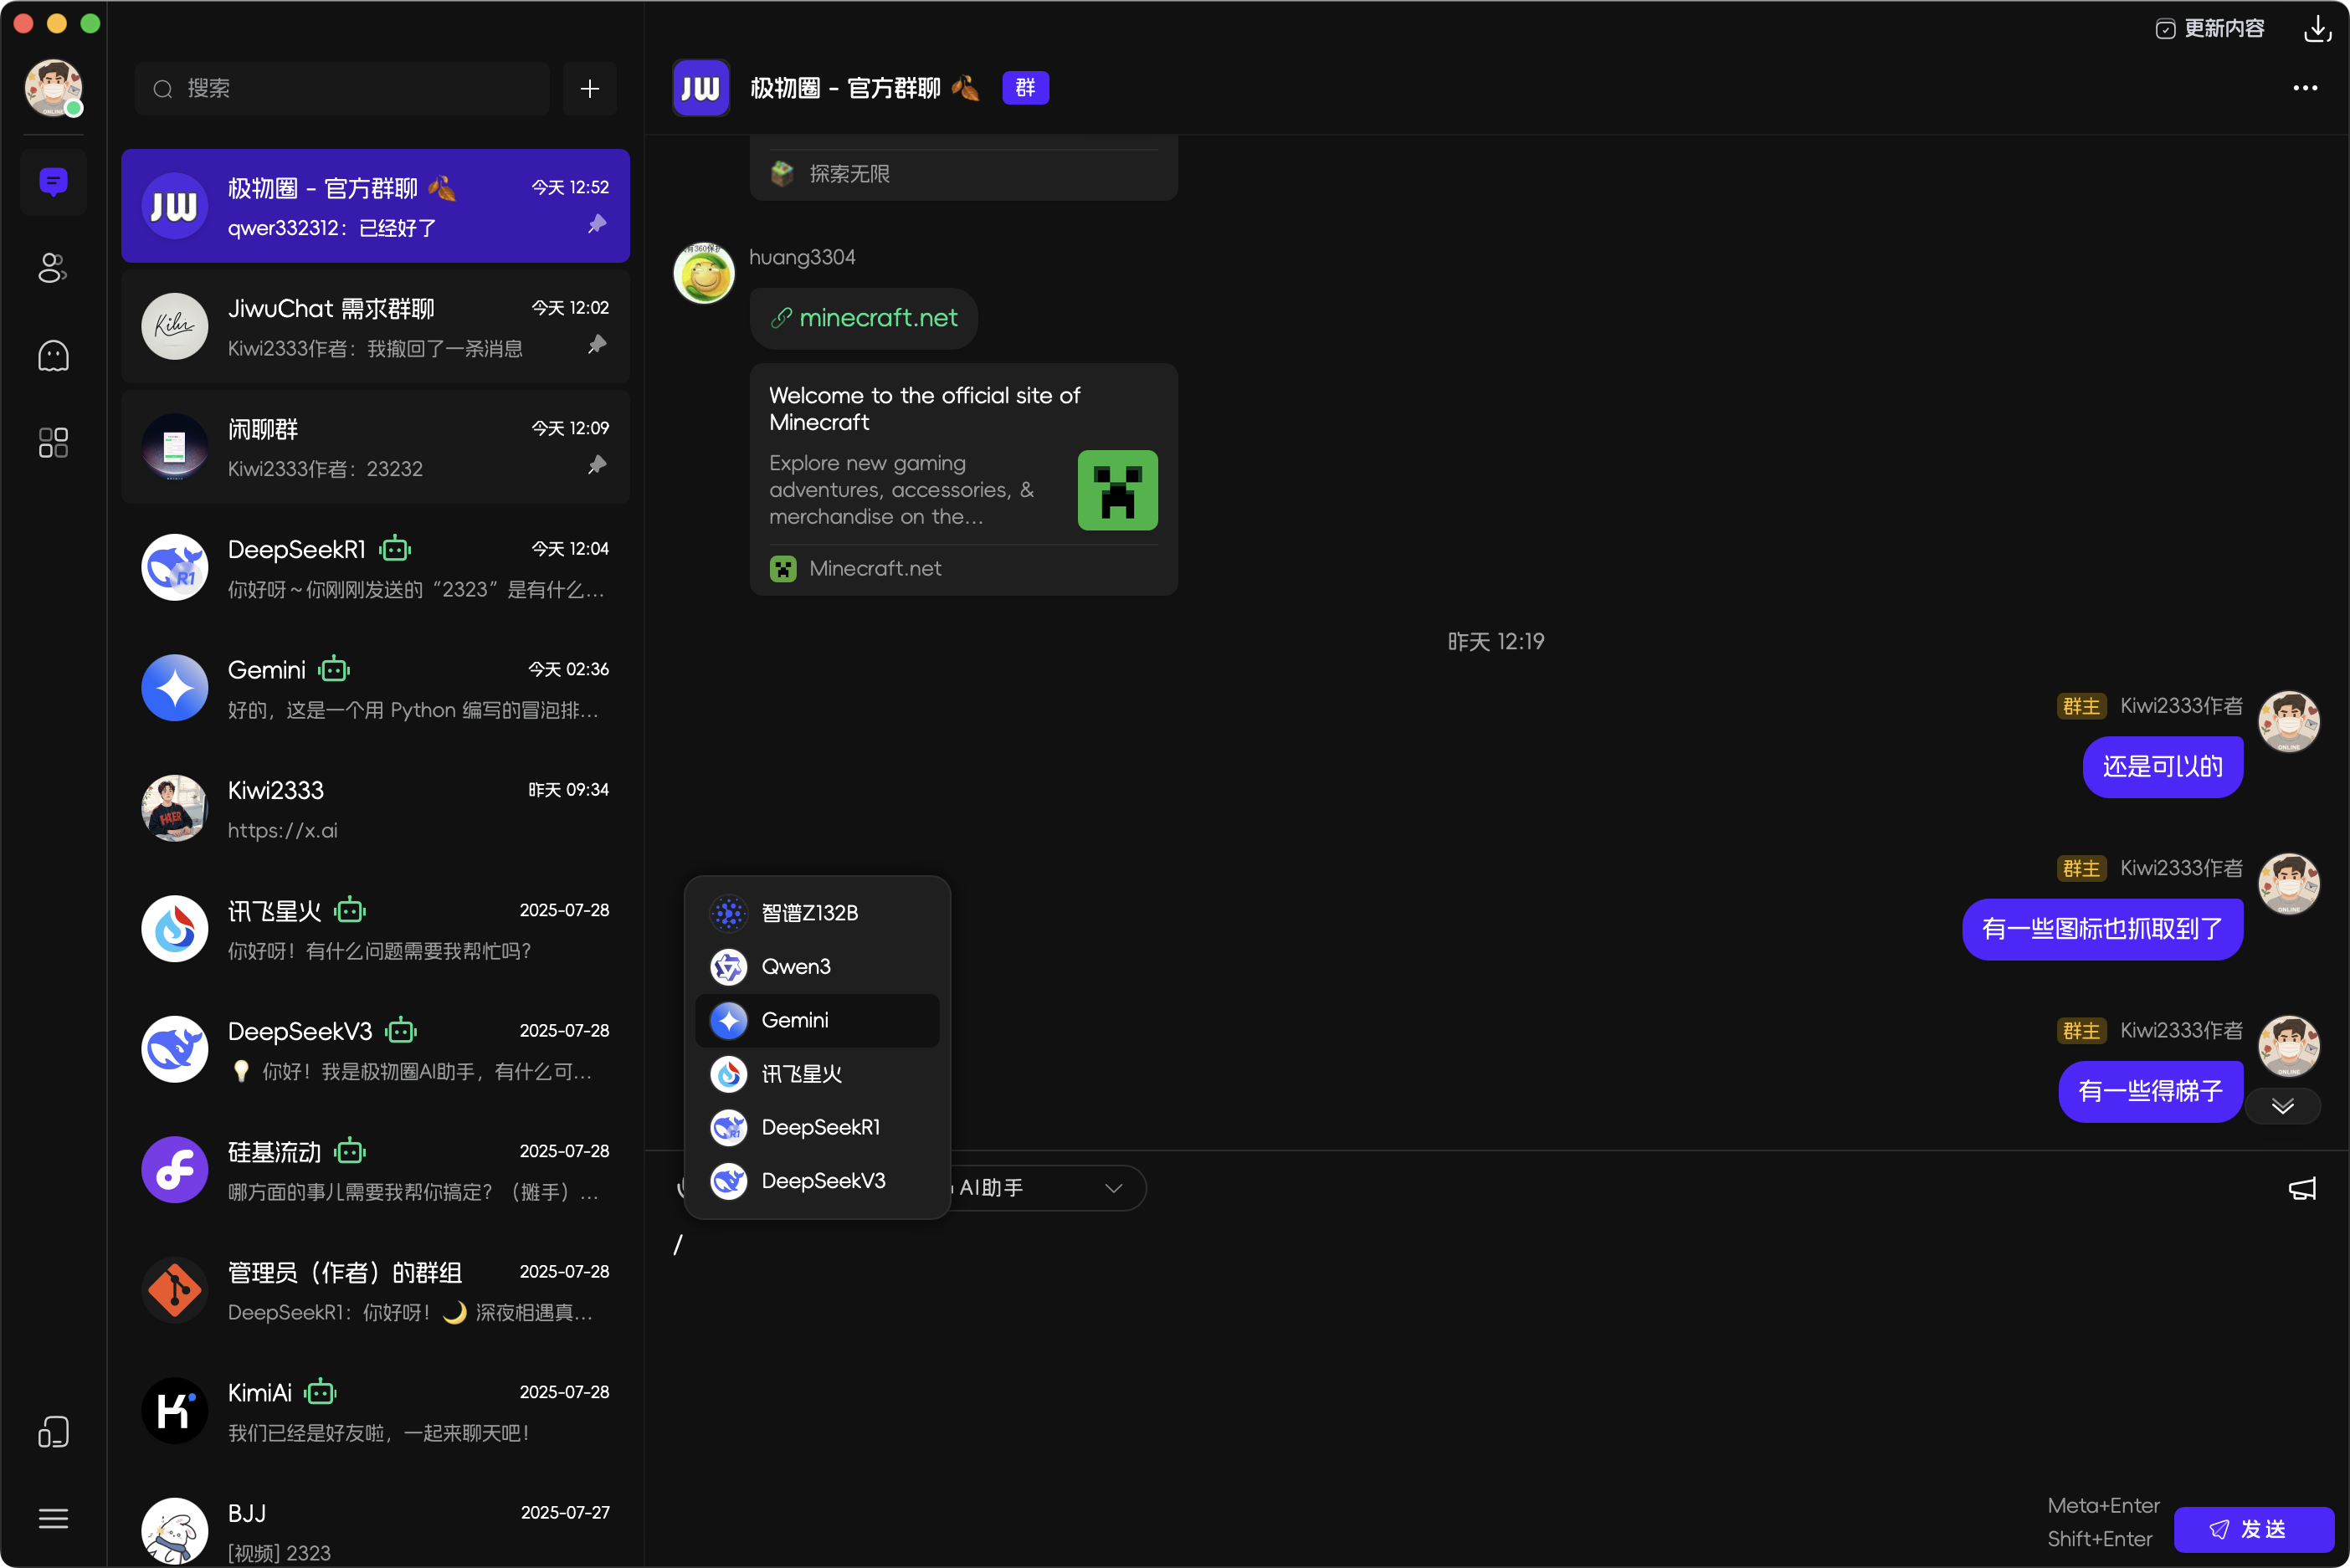 更新内容
搜索
极物圈 - 官方群聊 🍂 今天 12:52
qwer332312：已经好了
JiwuChat 需求群聊 今天 12:02
Kiwi2333作者：我撤回了一条消息
闲聊群 今天 12:09
Kiwi2333作者：23232
DeepSeekR1 今天 12:04
你好呀～你刚刚发送的“2323”是有什么...
Gemini 今天 02:36
好的，这是一个用 Python 编写的冒泡排...
Kiwi2333 昨天 09:34
https://x.ai
讯飞星火 2025-07-28
你好呀！有什么问题需要我帮忙吗？
DeepSeekV3 2025-07-28
💡 你好！我是极物圈AI助手，有什么可...
硅基流动 2025-07-28
哪方面的事儿需要我帮你搞定？（摊手）...
管理员（作者）的群组 2025-07-28
DeepSeekR1：你好呀！🌙 深夜相遇真...
KimiAi 2025-07-28
我们已经是好友啦，一起来聊天吧！
BJJ 2025-07-27
[视频] 2323
JW 极物圈 - 官方群聊 🍂 群
探索无限
huang3304
minecraft.net
Welcome to the official site of
Minecraft
Explore new gaming
adventures, accessories, &
merchandise on the...
Minecraft.net
昨天 12:19
群主 Kiwi2333作者
还是可以的
群主 Kiwi2333作者
有一些图标也抓取到了
群主 Kiwi2333作者
有一些得梯子
智谱Z132B
Qwen3
Gemini
讯飞星火
DeepSeekR1
DeepSeekV3
AI助手
/
Meta+Enter
Shift+Enter
发送